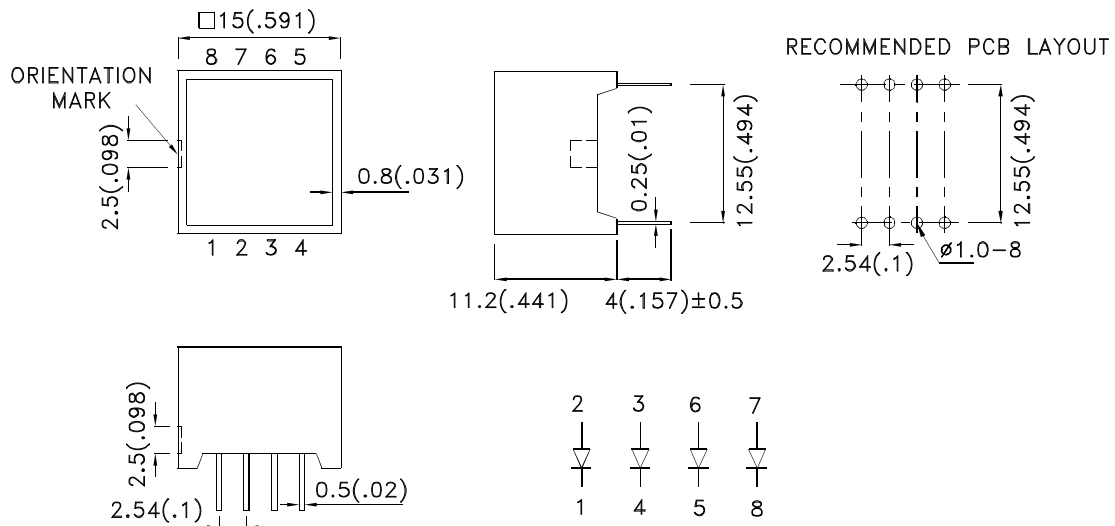 □15(.591)
8 7 6 5
ORIENTATION
MARK
2.5(.098)
0.8(.031)
1 2 3 4
0.25(.01)
12.55(.494)
11.2(.441)
4(.157)±0.5
RECOMMENDED PCB LAYOUT
12.55(.494)
2.54(.1)
ø1.0-8
2.5(.098)
2.54(.1)
0.5(.02)
2 3 6 7
1 4 5 8